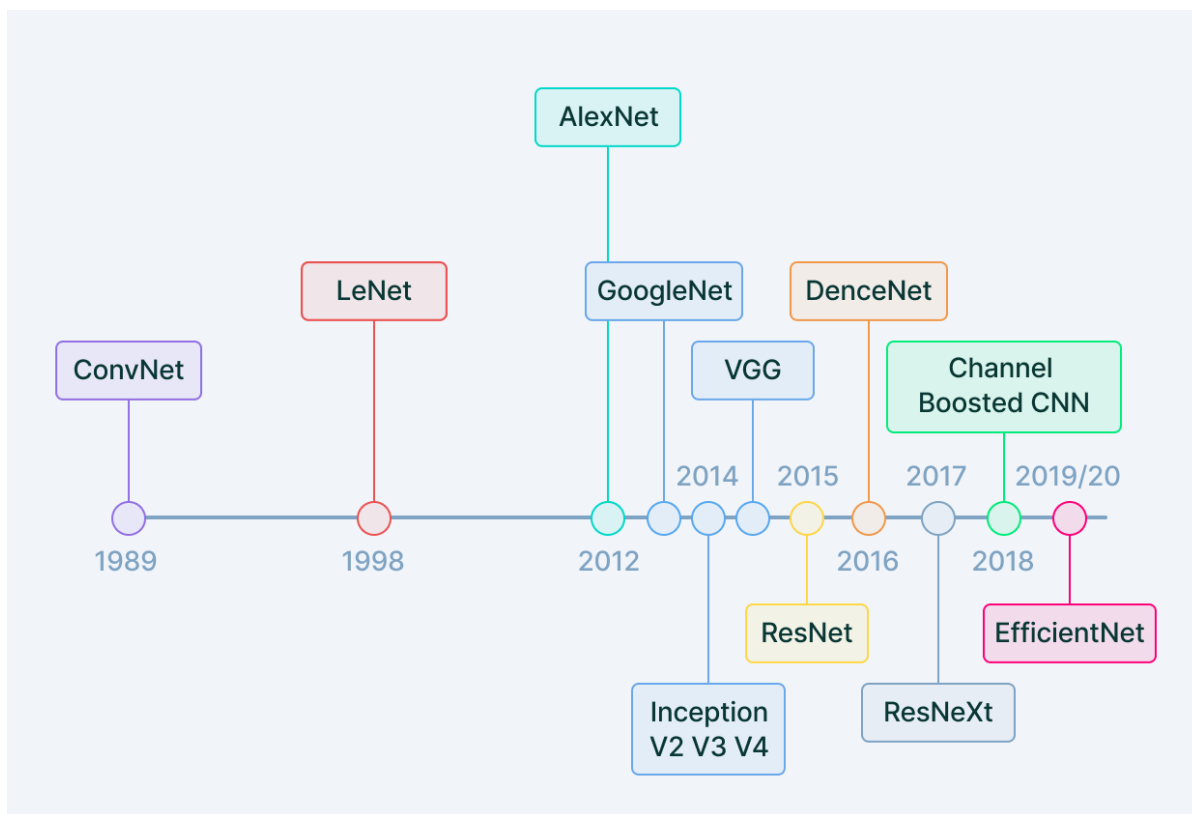 AlexNet
LeNet
GoogleNet
DenceNet
ConvNet
VGG
Channel
Boosted CNN
2014
2015
2017
2019/20
1989
1998
2012
2016
2018
ResNet
EfficientNet
Inception
V2 V3 V4
ResNeXt